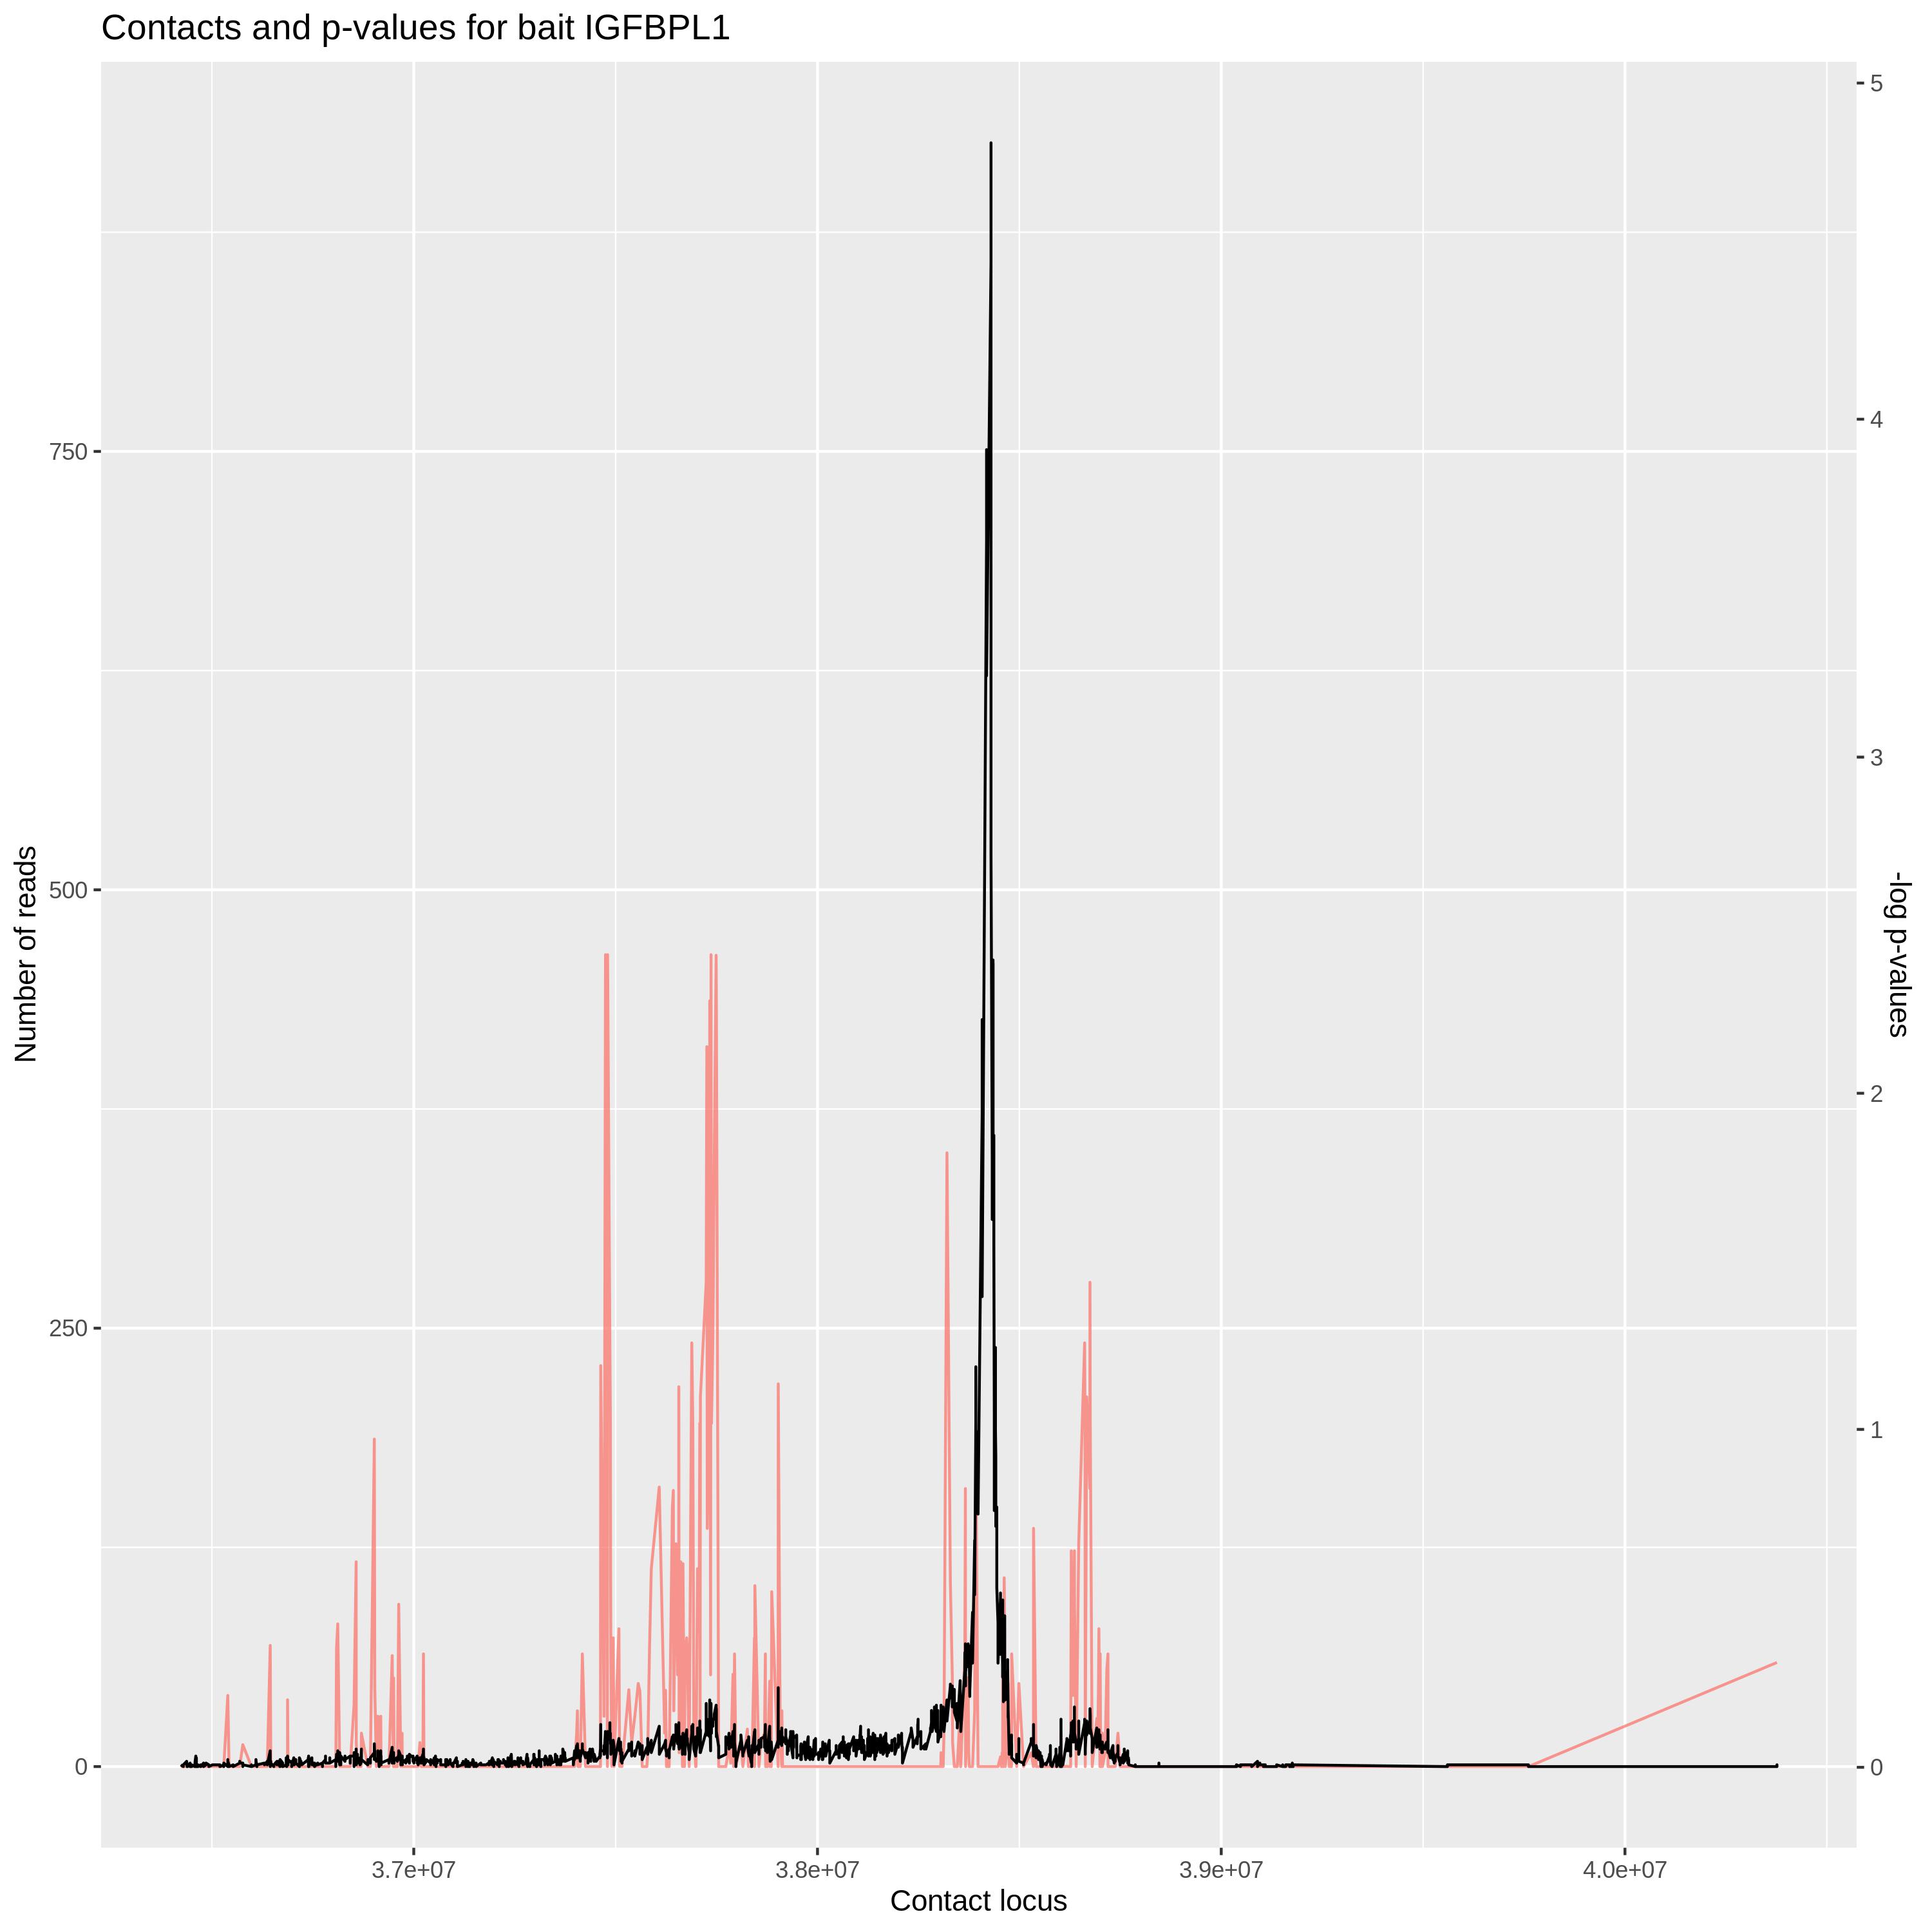 Contacts and p-values for bait IGFBPL1
Number of reads
750
500
250
0
5
4
3
2
1
0
-log p-values
3.7e+07
3.8e+07
3.9e+07
4.0e+07
Contact locus